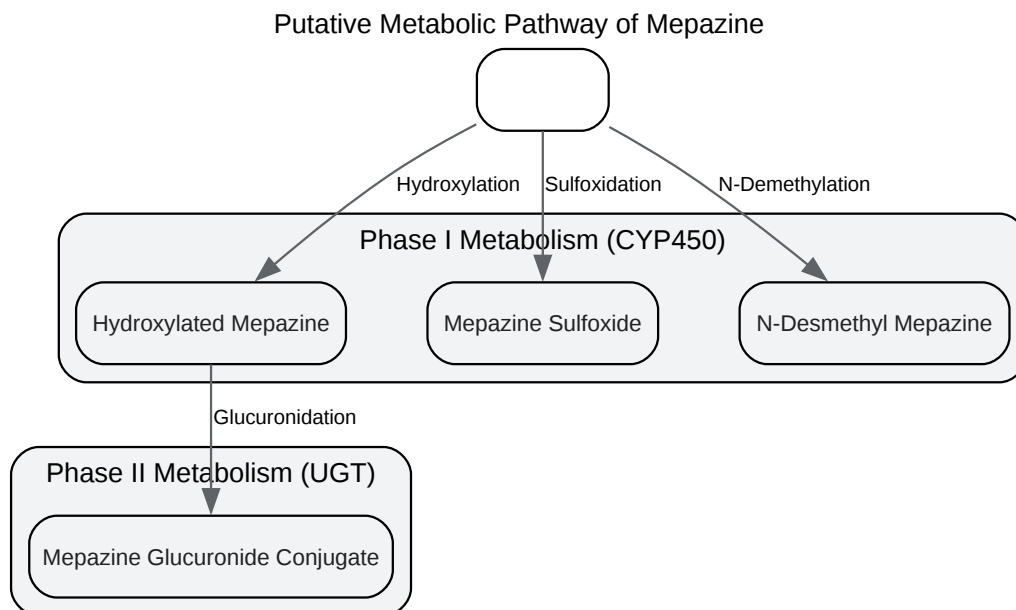 Putative Metabolic Pathway of Mepazine
Hydroxylation
Sulfoxidation
N-Demethylation
Phase I Metabolism (CYP450)
Hydroxylated Mepazine
Mepazine Sulfoxide
N-Desmethyl Mepazine
Glucuronidation
Phase II Metabolism (UGT)
Mepazine Glucuronide Conjugate